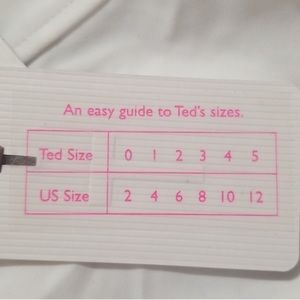 An easy guide to Ted's sizes.
Ted Size 0 1 2 3 4 5
US Size 2 4 6 8 10 12